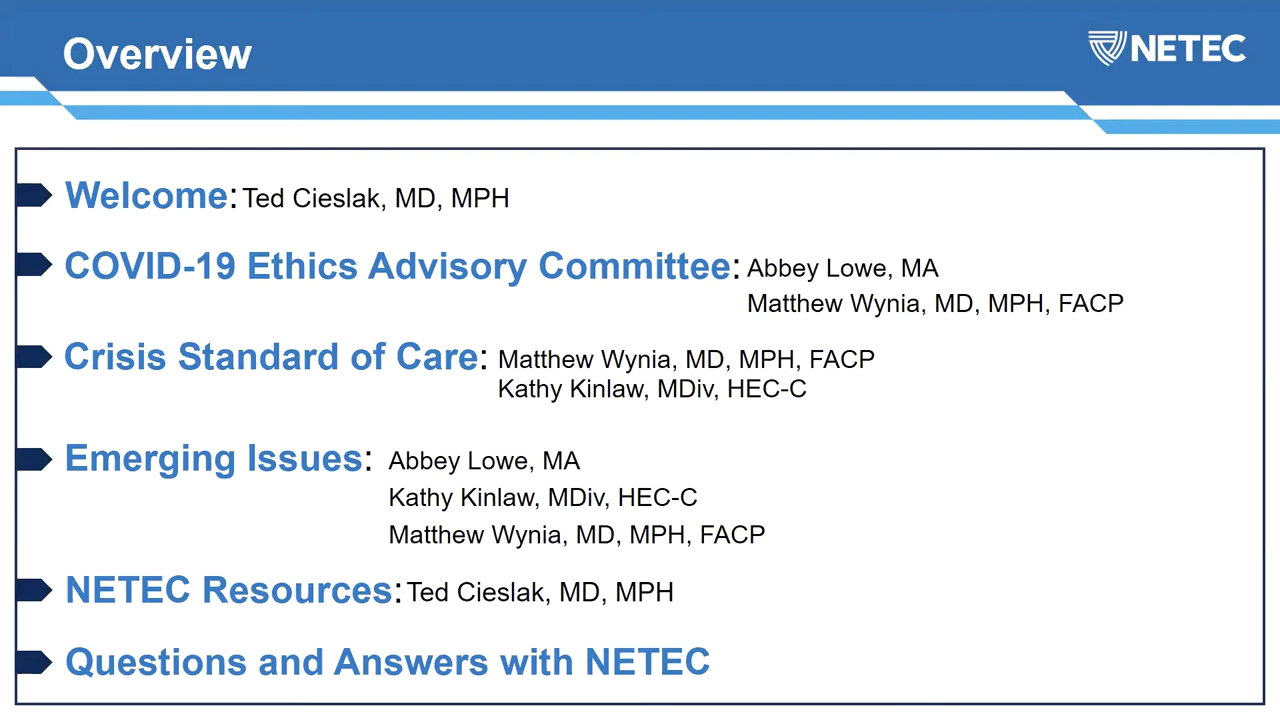 Overview
NETEC
Welcome: Ted Cieslak, MD, MPH
COVID-19 Ethics Advisory Committee: Abbey Lowe, MA
Matthew Wynia, MD, MPH, FACP
Crisis Standard of Care: Matthew Wynia, MD, MPH, FACP
Kathy Kinlaw, MDiv, HEC-C
Emerging Issues: Abbey Lowe, MA
Kathy Kinlaw, MDiv, HEC-C
Matthew Wynia, MD, MPH, FACP
NETEC Resources: Ted Cieslak, MD, MPH
Questions and Answers with NETEC